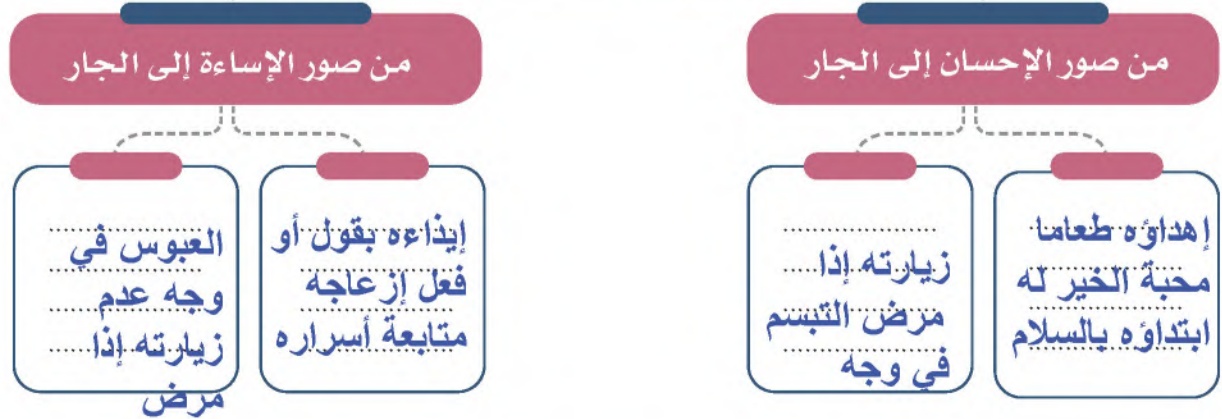 من صور الإحسان إلى الجار
إهداؤه طعاما
محبة الخير له
ابتداؤه بالسلام
زيارته إذا
مرض التبسم
في وجه
من صور الإساءة إلى الجار
إيذاءه بقول أو
فعل إزعاجه
متابعة أسراره
العبوس في
وجه عدم
زيارته إذا
مرض